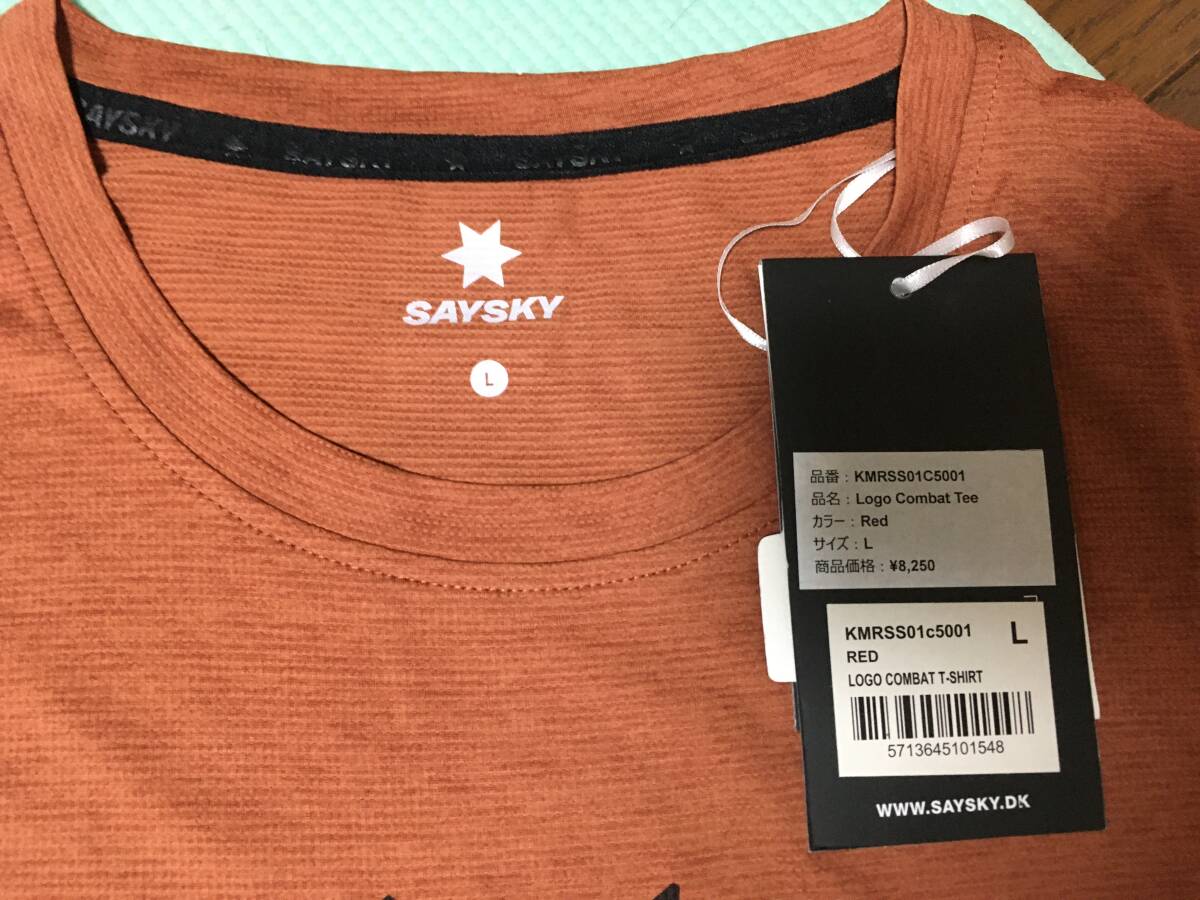 SAYSKY SAYSKY SAYSKY SAYS
SAYSKY
L
品番：KMRSS01C5001
品名：Logo Combat Tee
カラー：Red
サイズ：L
商品価格：¥8,250
KMRSS01c5001 L
RED
LOGO COMBAT T-SHIRT
5713645101548
WWW.SAYSKY.DK